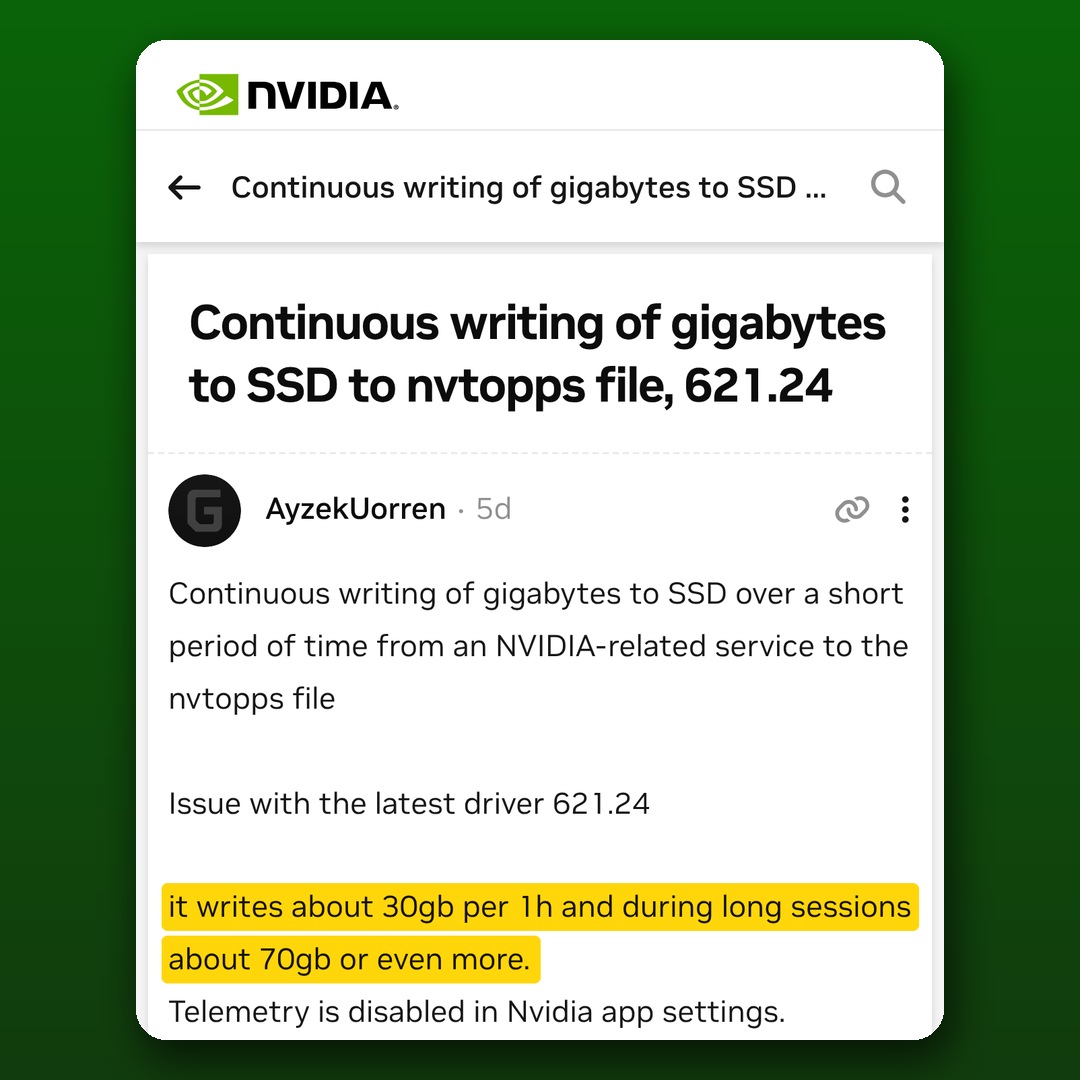 NVIDIA.
Continuous writing of gigabytes to SSD ...
Continuous writing of gigabytes
to SSD to nvtopps file, 621.24
G
AyzekUorren · 5d
Continuous writing of gigabytes to SSD over a short
period of time from an NVIDIA-related service to the
nvtopps file
Issue with the latest driver 621.24
it writes about 30gb per 1h and during long sessions
about 70gb or even more.
Telemetry is disabled in Nvidia app settings.